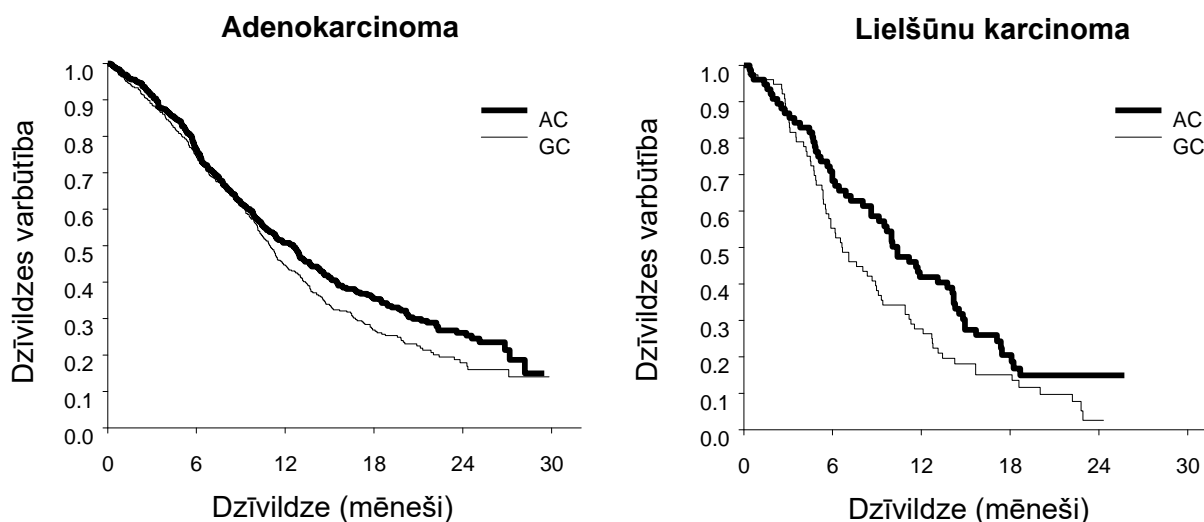 Adenokarcinoma
Dzīvildzes varbūtība
1.0
0.9
0.8
0.7
0.6
0.5
0.4
0.3
0.2
0.1
0.0
AC
GC
0 6 12 18 24 30
Dzīvildze (mēneši)
Lielšūnu karcinoma
Dzīvildzes varbūtība
1.0
0.9
0.8
0.7
0.6
0.5
0.4
0.3
0.2
0.1
0.0
AC
GC
0 6 12 18 24 30
Dzīvildze (mēneši)